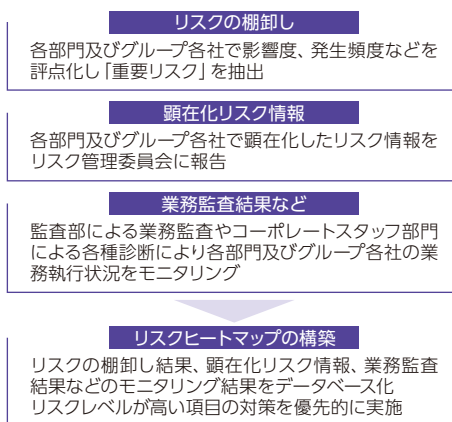 リスクの棚卸し
各部門及びグループ各社で影響度、発生頻度などを
評点化し「重要リスク」を抽出
顕在化リスク情報
各部門及びグループ各社で顕在化したリスク情報を
リスク管理委員会に報告
業務監査結果など
監査部による業務監査やコーポレートスタッフ部門
による各種診断により各部門及びグループ各社の業
務執行状況をモニタリング
リスクヒートマップの構築
リスクの棚卸し結果、顕在化リスク情報、業務監査
結果などのモニタリング結果をデータベース化
リスクレベルが高い項目の対策を優先的に実施